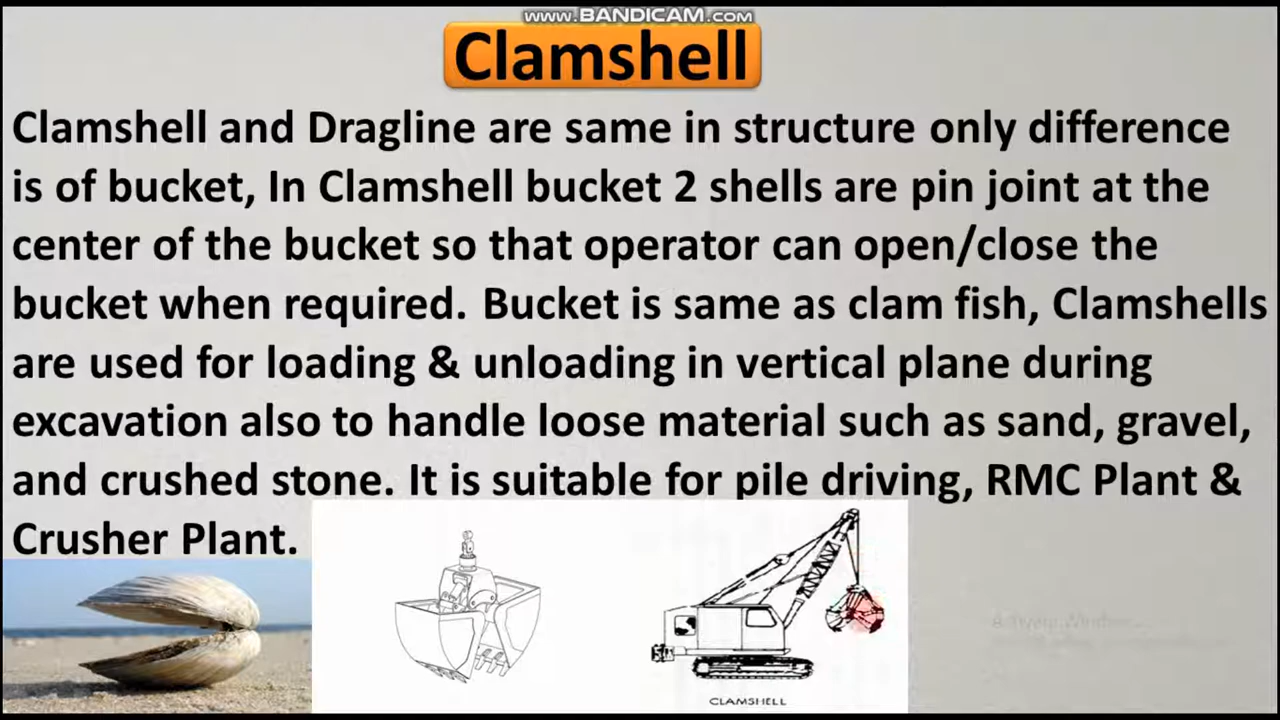 www.BANDICAM.com
Clamshell
Clamshell and Dragline are same in structure only difference
is of bucket, In Clamshell bucket 2 shells are pin joint at the
center of the bucket so that operator can open/close the
bucket when required. Bucket is same as clam fish, Clamshells
are used for loading & unloading in vertical plane during
excavation also to handle loose material such as sand, gravel,
and crushed stone. It is suitable for pile driving, RMC Plant &
Crusher Plant.
CLAMSHELL